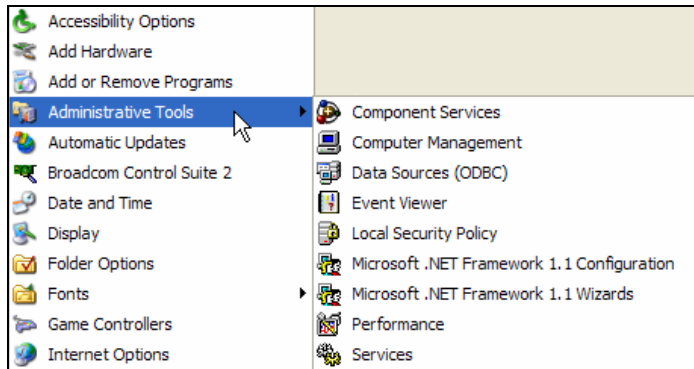 Accessibility Options
Add Hardware
Add or Remove Programs
Administrative Tools
Automatic Updates
Broadcom Control Suite 2
Date and Time
Display
Folder Options
Fonts
Game Controllers
Internet Options
Component Services
Computer Management
Data Sources (ODBC)
Event Viewer
Local Security Policy
Microsoft .NET Framework 1.1 Configuration
Microsoft .NET Framework 1.1 Wizards
Performance
Services